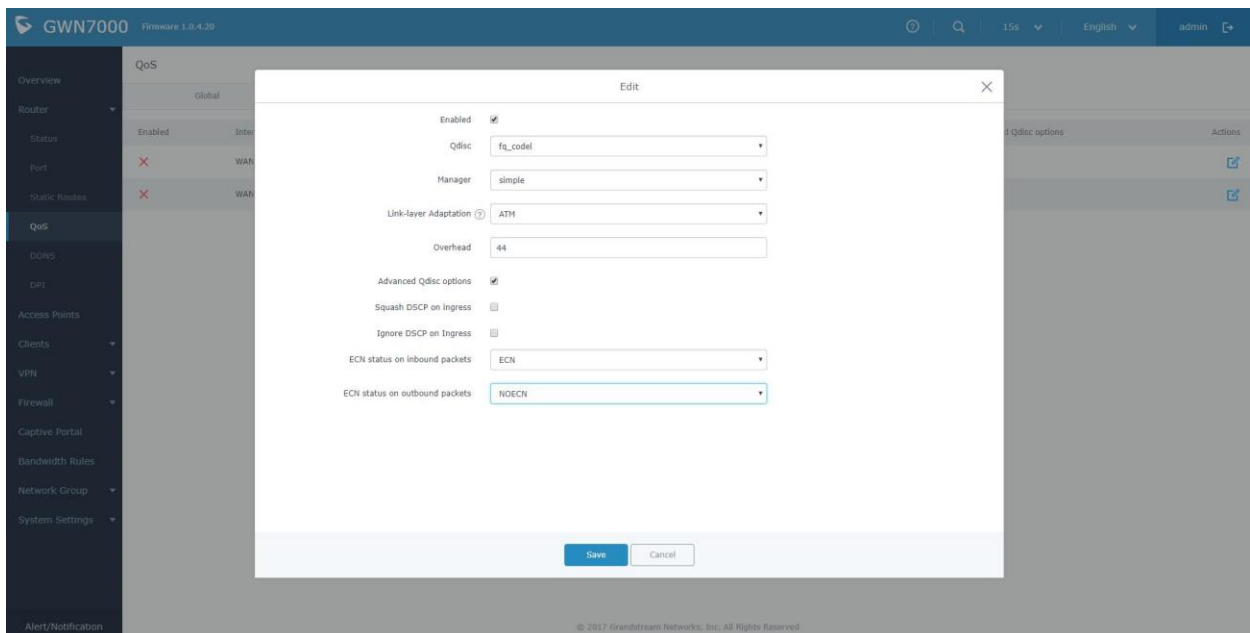 GWN7000 Firmware 1.0.4.20 15s English admin
QoS
Overview
Router
Status
Port
Static Routes
QoS
DDNS
DPI
Access Points
Clients
VPN
Firewall
Captive Portal
Bandwidth Rules
Network Group
System Settings
Alert/Notification
Global
Enabled Inter d Qdisc options Actions
WAN
WAN
Edit
Enabled
Qdisc fq_codel
Manager simple
Link-layer Adaptation ? ATM
Overhead 44
Advanced Qdisc options
Squash DSCP on ingress
Ignore DSCP on Ingress
ECN status on inbound packets ECN
ECN status on outbound packets NOECN
Save Cancel
© 2017 Grandstream Networks, Inc. All Rights Reserved